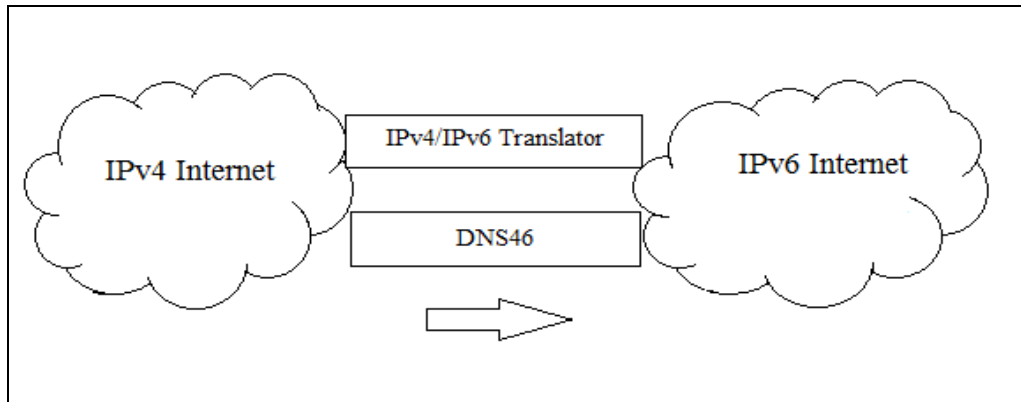 IPv4 Internet
IPv4/IPv6 Translator
DNS46
IPv6 Internet